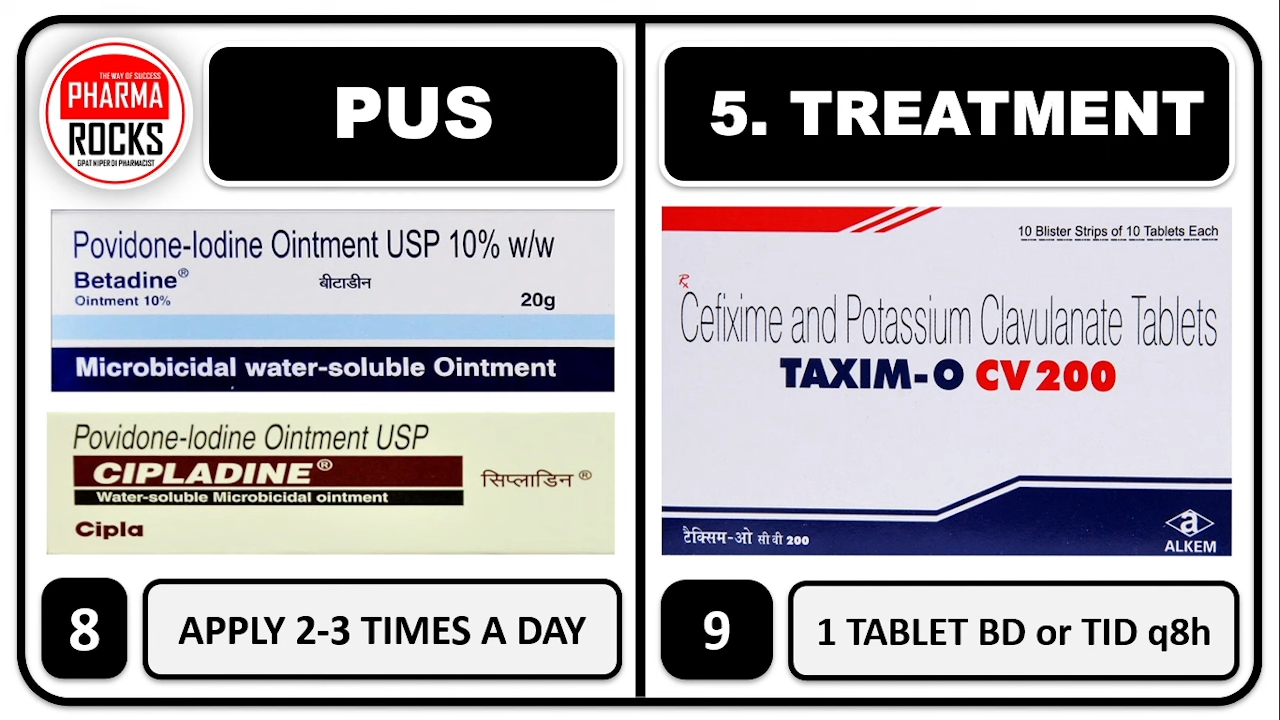 THE WAY OF SUCCESS
PHARMA
ROCKS
GPAT NIPER DI PHARMACIST
PUS
Povidone-Iodine Ointment USP 10% w/w
Betadine® बीटाडीन
Ointment 10% 20g
Microbicidal water-soluble Ointment
Povidone-Iodine Ointment USP
CIPLADINE® सिप्लाडिन ®
Water-soluble Microbicidal ointment
Cipla
8 APPLY 2-3 TIMES A DAY
5. TREATMENT
10 Blister Strips of 10 Tablets Each
Rx
Cefixime and Potassium Clavulanate Tablets
TAXIM-O CV 200
टैक्सिम-ओ सी वी 200
a
ALKEM
9 1 TABLET BD or TID q8h